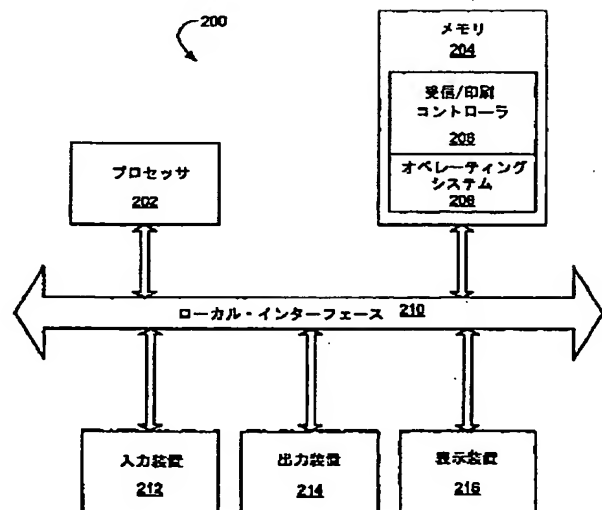 200
メモリ
204
受信/印刷
コントローラ
208
オペレーティング
システム
206
プロセッサ
202
ローカル・インターフェース 210
入力装置
212
出力装置
214
表示装置
216